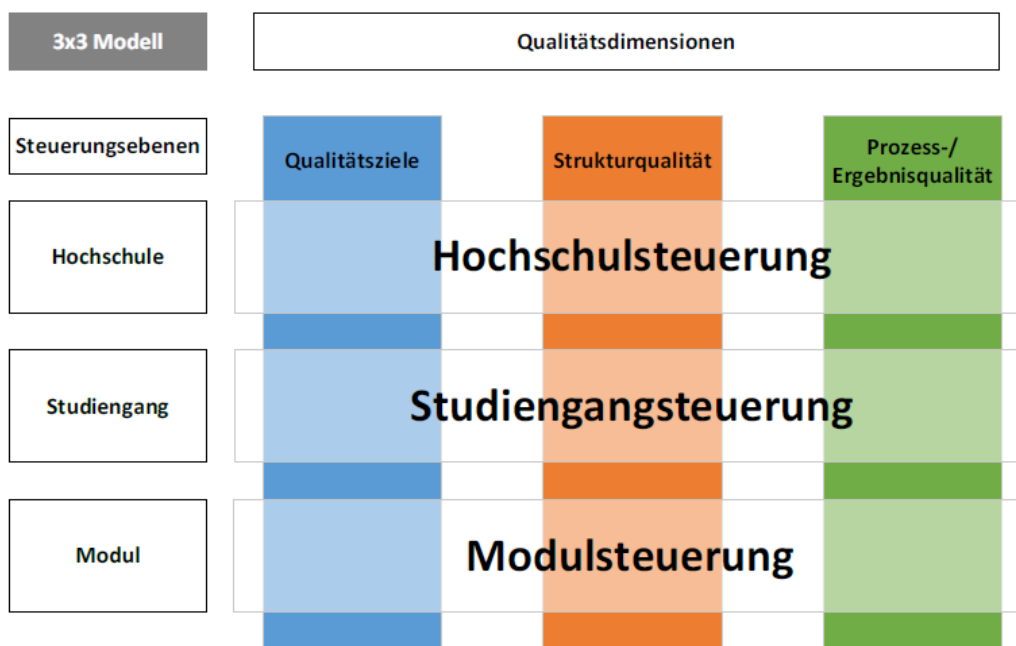 3x3 Modell
Qualitätsdimensionen
Steuerungsebenen
Qualitätsziele
Strukturqualität
Prozess-/
Ergebnisqualität
Hochschule
Hochschulsteuerung
Studiengang
Studiengangsteuerung
Modul
Modulsteuerung